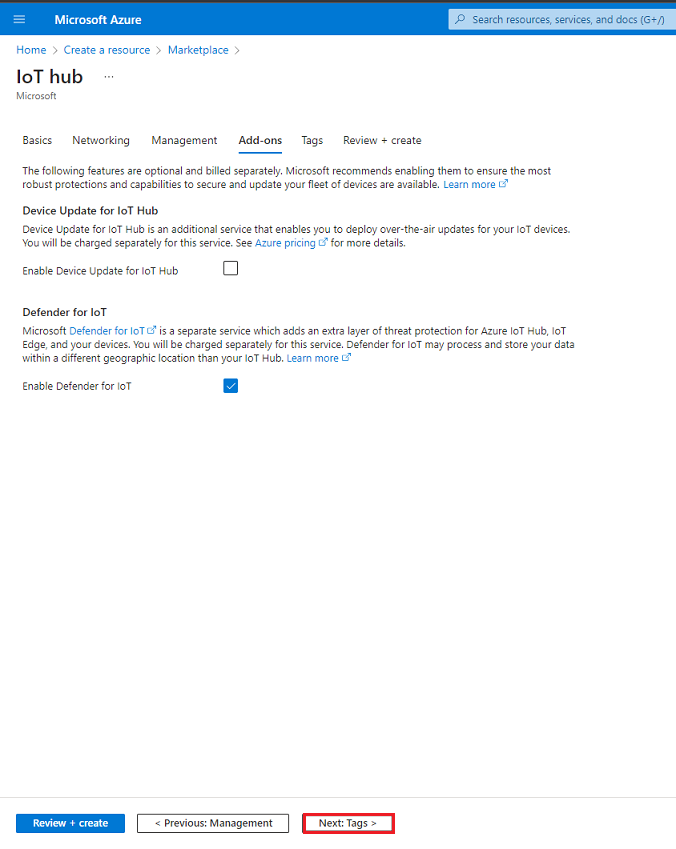 Microsoft Azure
Search resources, services, and docs (G+/)
Home > Create a resource > Marketplace >
IoT hub ...
Microsoft
Basics Networking Management Add-ons Tags Review + create
The following features are optional and billed separately. Microsoft recommends enabling them to ensure the most
robust protections and capabilities to secure and update your fleet of devices are available. Learn more
Device Update for IoT Hub
Device Update for IoT Hub is an additional service that enables you to deploy over-the-air updates for your IoT devices.
You will be charged separately for this service. See Azure pricing for more details.
Enable Device Update for IoT Hub
Defender for IoT
Microsoft Defender for IoT is a separate service which adds an extra layer of threat protection for Azure IoT Hub, IoT
Edge, and your devices. You will be charged separately for this service. Defender for IoT may process and store your data
within a different geographic location than your IoT Hub. Learn more
Enable Defender for IoT
Review + create
< Previous: Management
Next: Tags >